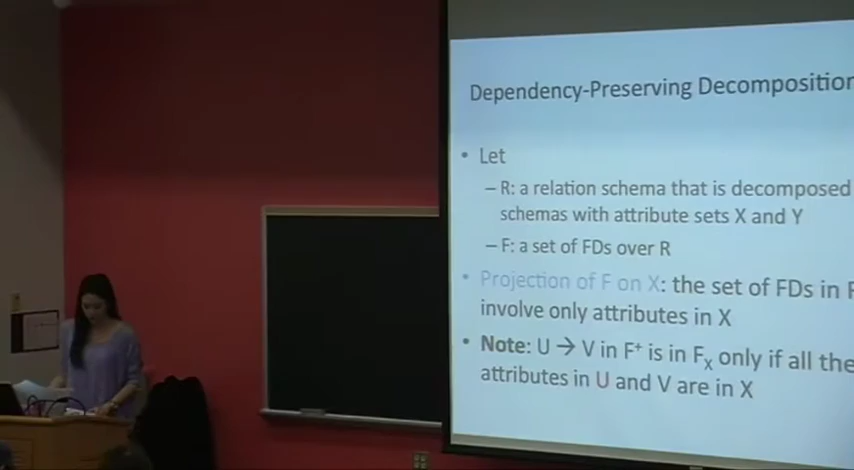 Dependency-Preserving Decomposition
• Let
– R: a relation schema that is decomposed
schemas with attribute sets X and Y
– F: a set of FDs over R
• Projection of F on X: the set of FDs in F
involve only attributes in X
• Note: U → V in F⁺ is in Fₓ only if all the
attributes in U and V are in X